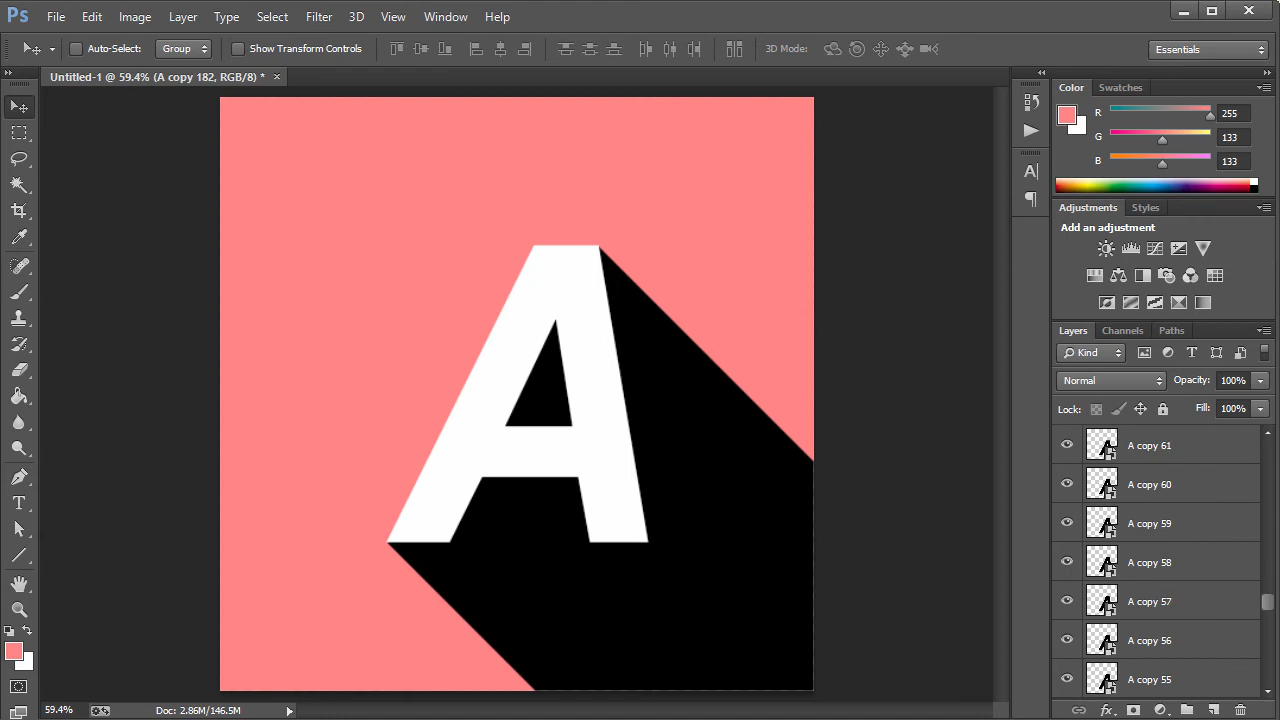 Ps File Edit Image Layer Type Select Filter 3D View Window Help
Auto-Select: Group Show Transform Controls 3D Mode: Essentials
Untitled-1 @ 59.4% (A copy 182, RGB/8) * ×
Color Swatches
R 255
G 133
B 133
Adjustments Styles
Add an adjustment
Layers Channels Paths
Kind
Normal Opacity: 100%
Lock: Fill: 100%
A copy 61
A copy 60
A copy 59
A copy 58
A copy 57
A copy 56
A copy 55
A
59.4% Doc: 2.86M/146.5M